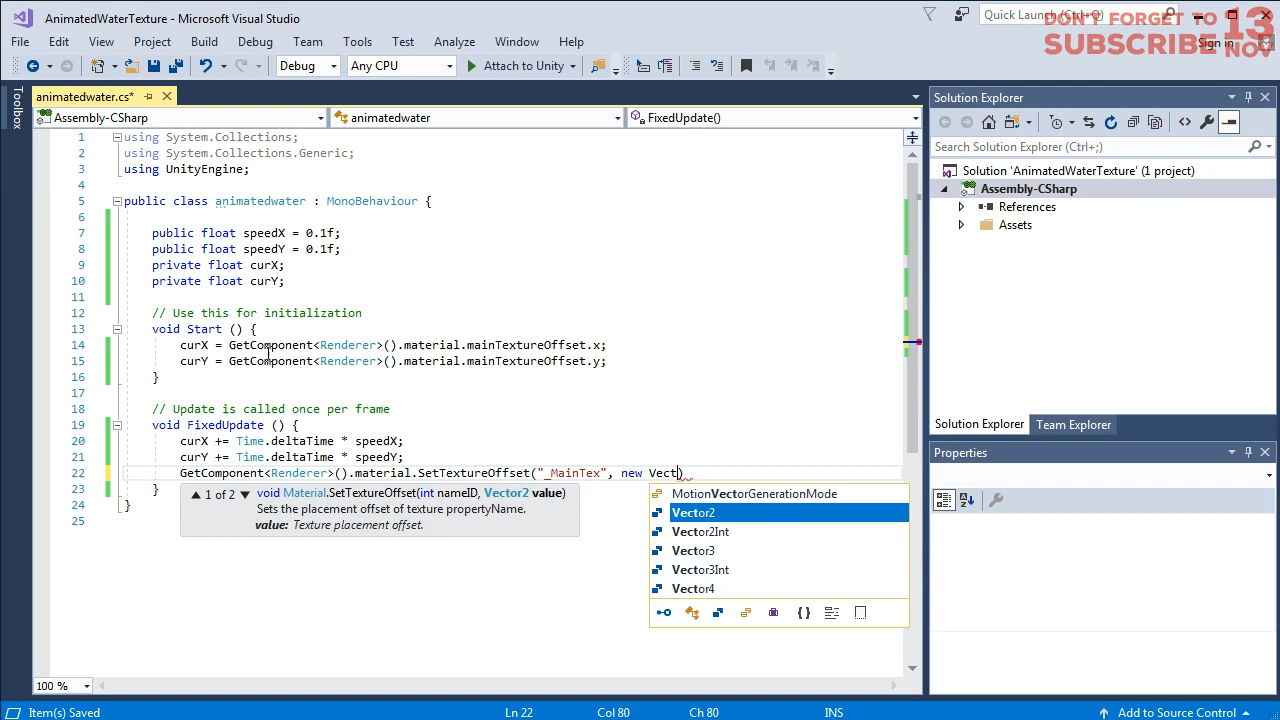 AnimatedWaterTexture - Microsoft Visual Studio
Quick Launch (Ctrl+Q)
DON'T FORGET TO
SUBSCRIBE NOW
13
Sign in
File Edit View Project Build Debug Team Tools Test Analyze Window Help
Debug Any CPU Attach to Unity
Toolbox
animatedwater.cs*
Assembly-CSharp animatedwater FixedUpdate()
1 using System.Collections;
2 using System.Collections.Generic;
3 using UnityEngine;
4
5 public class animatedwater : MonoBehaviour {
6
7 public float speedX = 0.1f;
8 public float speedY = 0.1f;
9 private float curX;
10 private float curY;
11
12 // Use this for initialization
13 void Start () {
14 curX = GetComponent<Renderer>().material.mainTextureOffset.x;
15 curY = GetComponent<Renderer>().material.mainTextureOffset.y;
16 }
17
18 // Update is called once per frame
19 void FixedUpdate () {
20 curX += Time.deltaTime * speedX;
21 curY += Time.deltaTime * speedY;
22 GetComponent<Renderer>().material.SetTextureOffset("_MainTex", new Vect)
23 }
24 }
25
1 of 2 void Material.SetTextureOffset(int nameID, Vector2 value)
Sets the placement offset of texture propertyName.
value: Texture placement offset.
MotionVectorGenerationMode
Vector2
Vector2Int
Vector3
Vector3Int
Vector4
100 %
Solution Explorer
Search Solution Explorer (Ctrl+;)
Solution 'AnimatedWaterTexture' (1 project)
Assembly-CSharp
References
Assets
Solution Explorer Team Explorer
Properties
Item(s) Saved Ln 22 Col 80 Ch 80 INS Add to Source Control